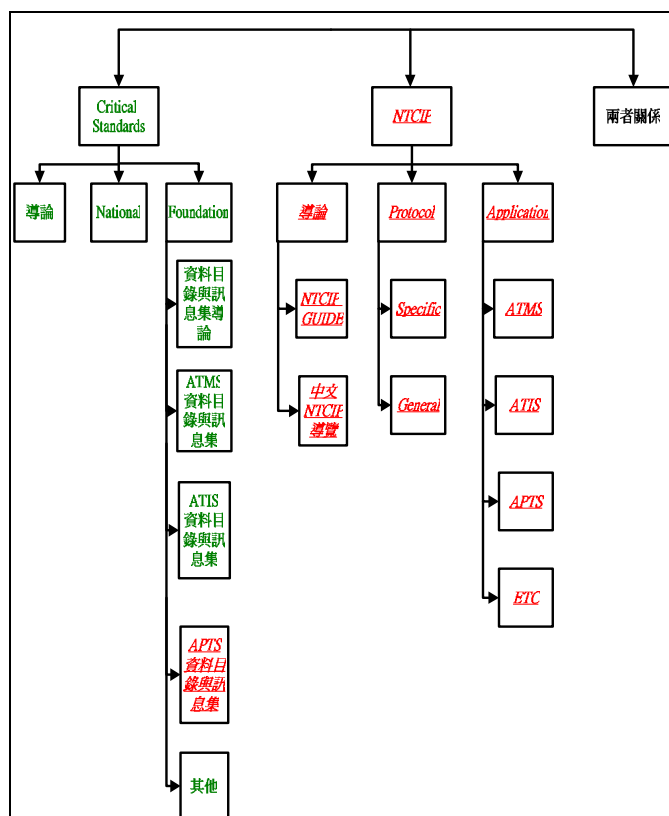 Critical
Standards
NTCIP
兩者關係
導論
National
Foundation
導論
Protocol
Application
資料目
錄與訊
息集導
論
NTCIP
GUIDE
Specific
ATMS
ATMS
資料目
錄與訊
息集
中文
NTCIP
導覽
General
ATIS
ATIS
資料目
錄與訊
息集
APTS
ETC
APTS
資料目
錄與訊
息集
其他